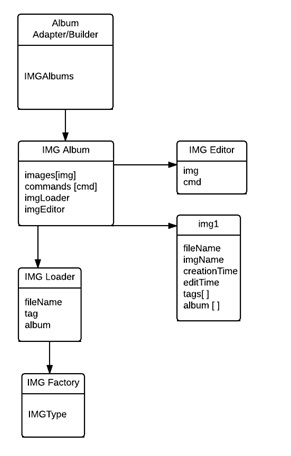 Album
Adapter/Builder
IMGAlbums
IMG Album
images[img]
commands [cmd]
imgLoader
imgEditor
IMG Editor
img
cmd
img1
fileName
imgName
creationTime
editTime
tags[ ]
album [ ]
IMG Loader
fileName
tag
album
IMG Factory
IMGType